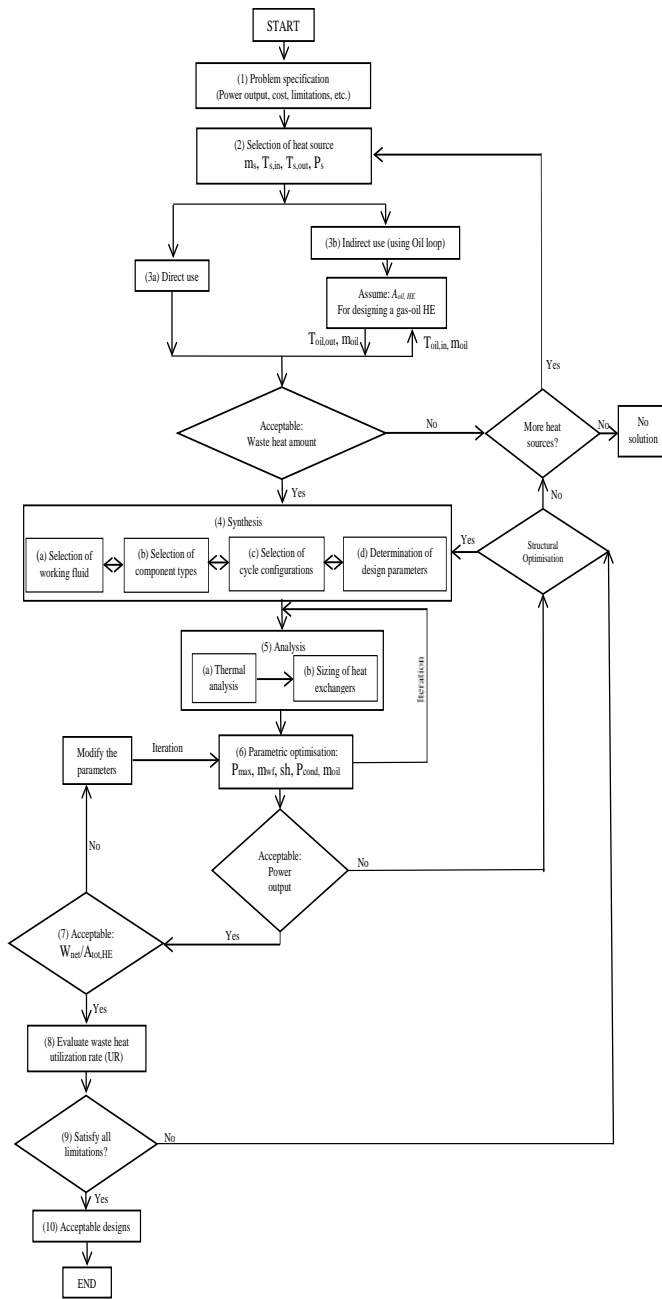 START
(1) Problem specification
(Power output, cost, limitations, etc.)
(2) Selection of heat source
ms, Ts,in, Ts,out, Ps
(3b) Indirect use (using Oil loop)
(3a) Direct use
Assume: Aoil, HE
For designing a gas-oil HE
Toil,out, moil
Toil,in, moil
Yes
Acceptable:
Waste heat amount
No
More heat
sources?
No
No
solution
Yes
No
(4) Synthesis
(a) Selection of
working fluid
(b) Selection of
component types
(c) Selection of
cycle configurations
(d) Determination of
design parameters
Yes
Structural
Optimisation
(5) Analysis
(a) Thermal
analysis
(b) Sizing of heat
exchangers
Iteration
Modify the
parameters
Iteration
(6) Parametric optimisation:
Pmax, mwf, sh, Pcond, moil
No
Acceptable:
Power
output
No
Yes
(7) Acceptable:
Wnet/Atot,HE
Yes
(8) Evaluate waste heat
utilization rate (UR)
(9) Satisfy all
limitations?
No
Yes
(10) Acceptable designs
END